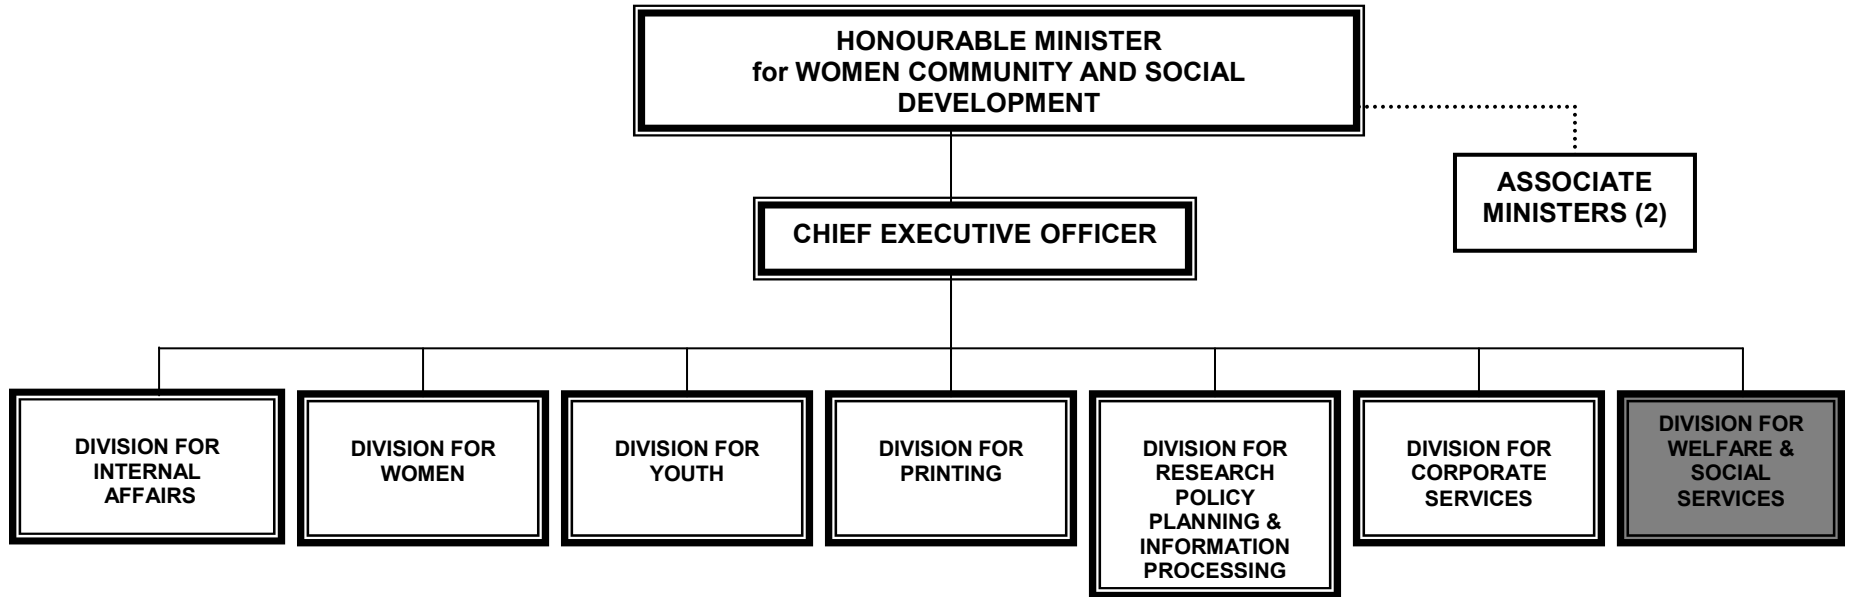 HONOURABLE MINISTER
for WOMEN COMMUNITY AND SOCIAL
DEVELOPMENT
ASSOCIATE
MINISTERS (2)
CHIEF EXECUTIVE OFFICER
DIVISION FOR
INTERNAL
AFFAIRS
DIVISION FOR
WOMEN
DIVISION FOR
YOUTH
DIVISION FOR
PRINTING
DIVISION FOR
RESEARCH
POLICY
PLANNING &
INFORMATION
PROCESSING
DIVISION FOR
CORPORATE
SERVICES
DIVISION FOR
WELFARE &
SOCIAL
SERVICES